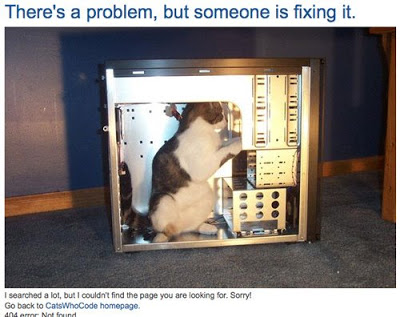 There's a problem, but someone is fixing it.
I searched a lot, but I couldn't find the page you are looking for. Sorry!
Go back to CatsWhoCode homepage.
404 error: Not found